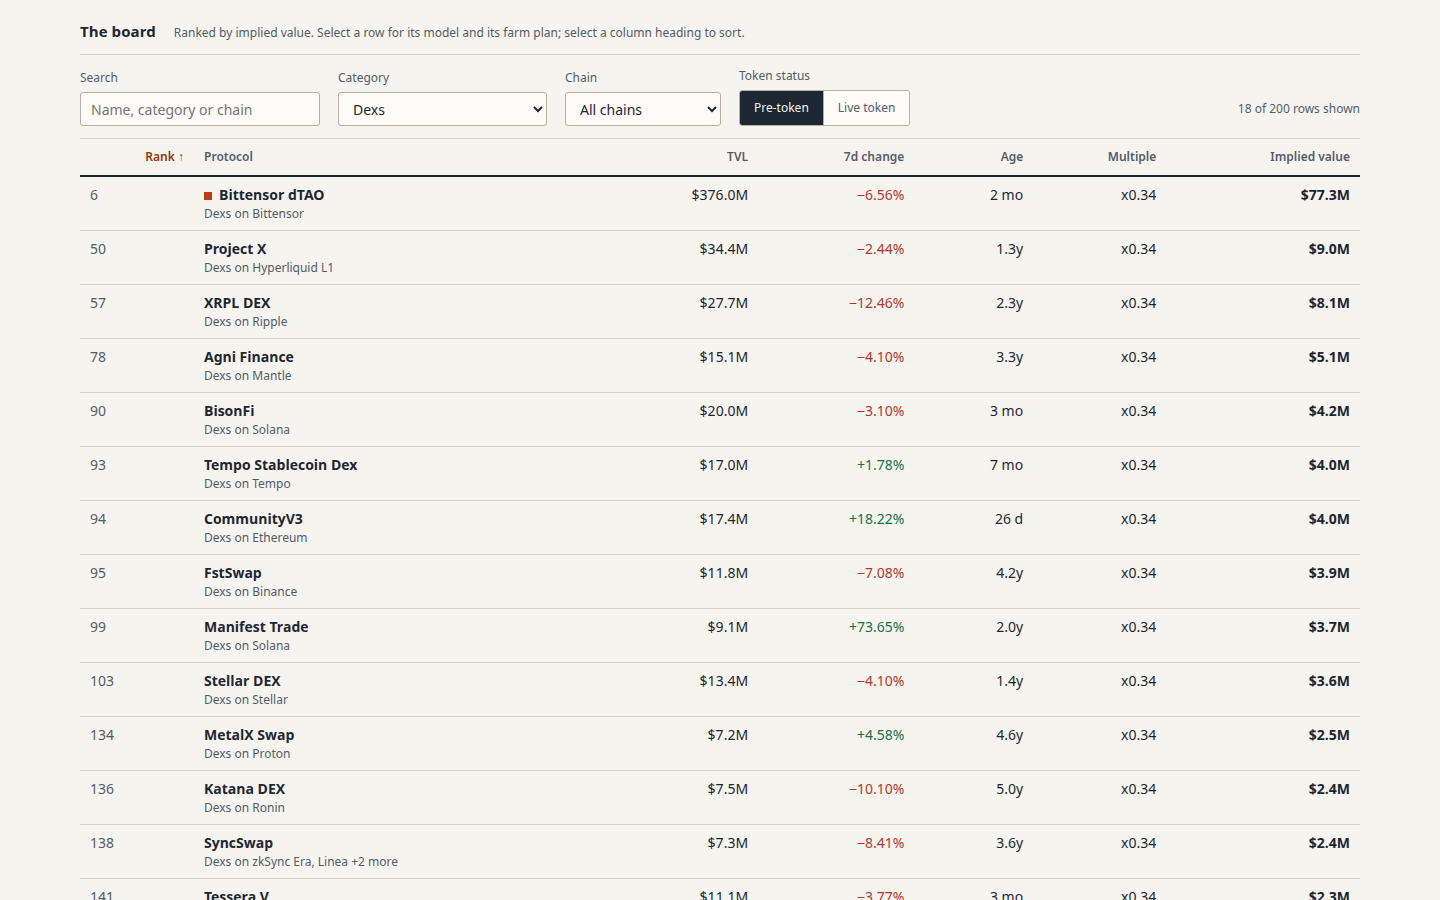 The board Ranked by implied value. Select a row for its model and its farm plan; select a column heading to sort.
Search Category Chain Token status
Name, category or chain Dexs All chains Pre-token Live token 18 of 200 rows shown
Rank ↑ Protocol TVL 7d change Age Multiple Implied value
6 Bittensor dTAO $376.0M −6.56% 2 mo x0.34 $77.3M
Dexs on Bittensor
50 Project X $34.4M −2.44% 1.3y x0.34 $9.0M
Dexs on Hyperliquid L1
57 XRPL DEX $27.7M −12.46% 2.3y x0.34 $8.1M
Dexs on Ripple
78 Agni Finance $15.1M −4.10% 3.3y x0.34 $5.1M
Dexs on Mantle
90 BisonFi $20.0M −3.10% 3 mo x0.34 $4.2M
Dexs on Solana
93 Tempo Stablecoin Dex $17.0M +1.78% 7 mo x0.34 $4.0M
Dexs on Tempo
94 CommunityV3 $17.4M +18.22% 26 d x0.34 $4.0M
Dexs on Ethereum
95 FstSwap $11.8M −7.08% 4.2y x0.34 $3.9M
Dexs on Binance
99 Manifest Trade $9.1M +73.65% 2.0y x0.34 $3.7M
Dexs on Solana
103 Stellar DEX $13.4M −4.10% 1.4y x0.34 $3.6M
Dexs on Stellar
134 MetalX Swap $7.2M +4.58% 4.6y x0.34 $2.5M
Dexs on Proton
136 Katana DEX $7.5M −10.10% 5.0y x0.34 $2.4M
Dexs on Ronin
138 SyncSwap $7.3M −8.41% 3.6y x0.34 $2.4M
Dexs on zkSync Era, Linea +2 more
141 Tessera V $11.1M −3.77% 3 mo x0.34 $2.3M